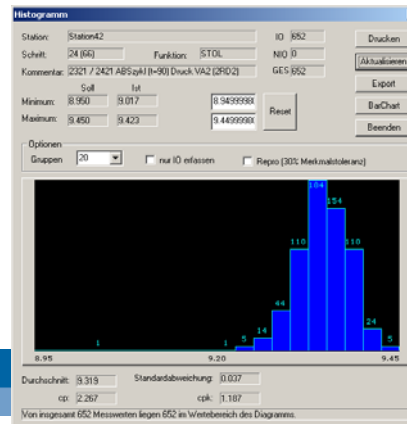 Histogramm
Station: Station42 IO 652 Drucken
Schritt: 24 (66) Funktion: STOL NIO 0 Aktualisieren
Kommentar: 2321 / 2421 ABSzykl (t=90) Druck VA2 (2RD2) GES 652
Export
Soll Ist
Minimum: 8.950 9.017 8.9499998( Reset BarChart
Maximum: 9.450 9.423 9.4499998( Beenden
Optionen
Gruppen 20 nur IO erfassen Repro (30% Merkmalstoleranz)
184
154
110 110
44
24
14
1 1 5 5
8.95 9.20 9.45
Durchschnitt: 9.319 Standardabweichung: 0.037
cp: 2.267 cpk: 1.187
Von insgesamt 652 Messwerten liegen 652 im Wertebereich des Diagramms.